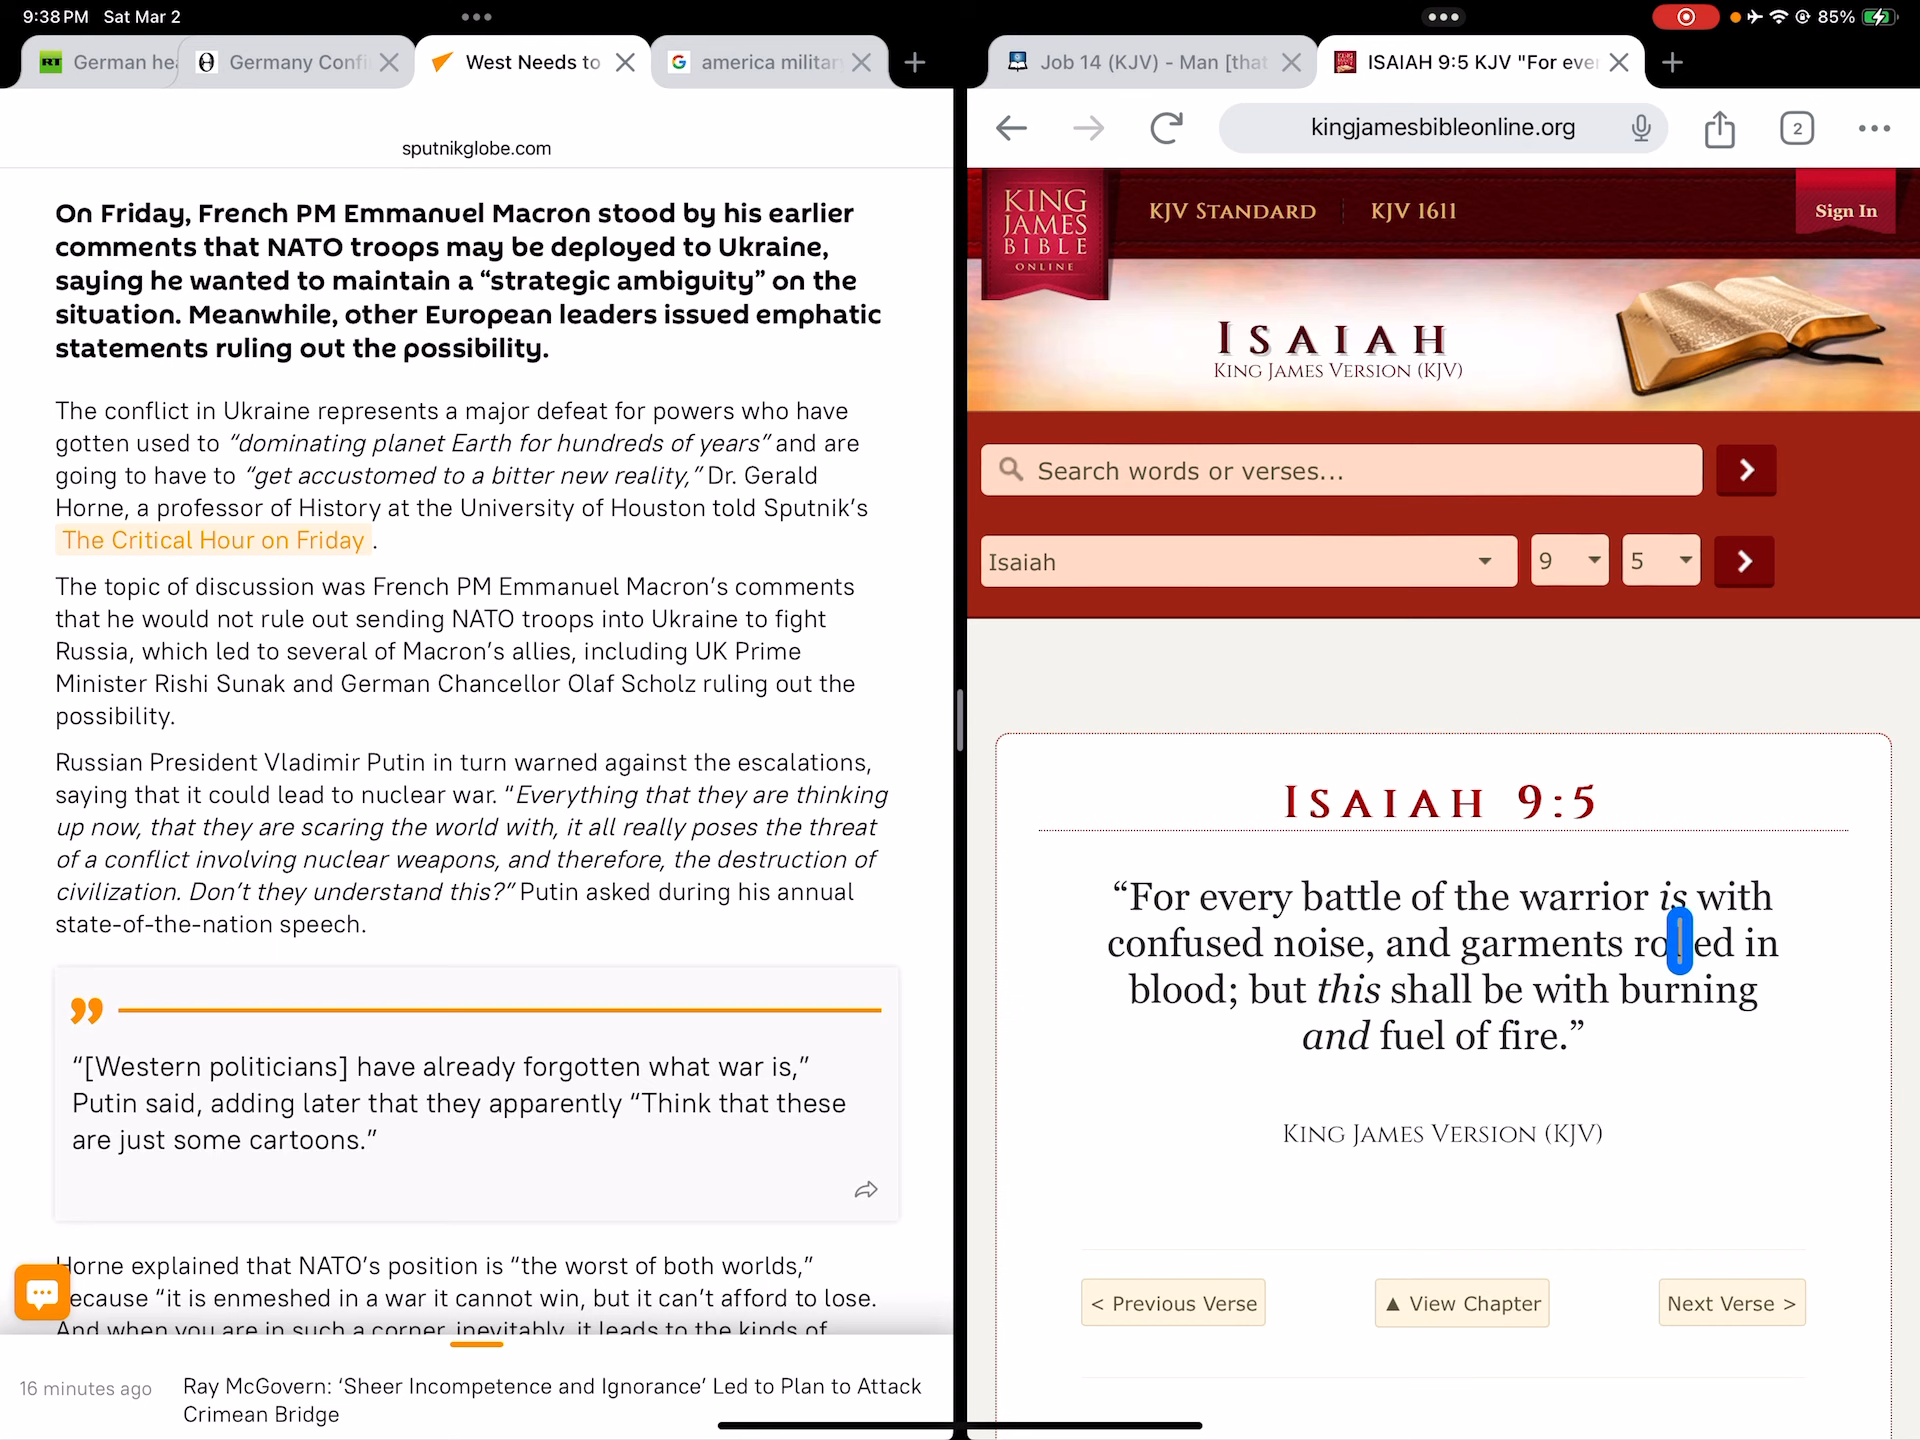 9:38 PM Sat Mar 2
85%
RT German hea
Germany Confi
West Needs to
america militar
sputnikglobe.com
On Friday, French PM Emmanuel Macron stood by his earlier
comments that NATO troops may be deployed to Ukraine,
saying he wanted to maintain a “strategic ambiguity” on the
situation. Meanwhile, other European leaders issued emphatic
statements ruling out the possibility.
The conflict in Ukraine represents a major defeat for powers who have
gotten used to “dominating planet Earth for hundreds of years” and are
going to have to “get accustomed to a bitter new reality,” Dr. Gerald
Horne, a professor of History at the University of Houston told Sputnik’s
The Critical Hour on Friday .
The topic of discussion was French PM Emmanuel Macron’s comments
that he would not rule out sending NATO troops into Ukraine to fight
Russia, which led to several of Macron’s allies, including UK Prime
Minister Rishi Sunak and German Chancellor Olaf Scholz ruling out the
possibility.
Russian President Vladimir Putin in turn warned against the escalations,
saying that it could lead to nuclear war. “Everything that they are thinking
up now, that they are scaring the world with, it all really poses the threat
of a conflict involving nuclear weapons, and therefore, the destruction of
civilization. Don’t they understand this?” Putin asked during his annual
state-of-the-nation speech.
“[Western politicians] have already forgotten what war is,”
Putin said, adding later that they apparently “Think that these
are just some cartoons.”
Horne explained that NATO’s position is “the worst of both worlds,”
ecause “it is enmeshed in a war it cannot win, but it can’t afford to lose.
And when you are in such a corner, inevitably, it leads to the kinds of
16 minutes ago
Ray McGovern: ‘Sheer Incompetence and Ignorance’ Led to Plan to Attack
Crimean Bridge
Job 14 (KJV) - Man [that
ISAIAH 9:5 KJV "For ever
kingjamesbibleonline.org
2
KING
JAMES
BIBLE
ONLINE
KJV STANDARD
KJV 1611
Sign In
ISAIAH
KING JAMES VERSION (KJV)
Search words or verses...
Isaiah
9
5
ISAIAH 9:5
“For every battle of the warrior is with
confused noise, and garments rolled in
blood; but this shall be with burning
and fuel of fire.”
KING JAMES VERSION (KJV)
< Previous Verse
▲ View Chapter
Next Verse >